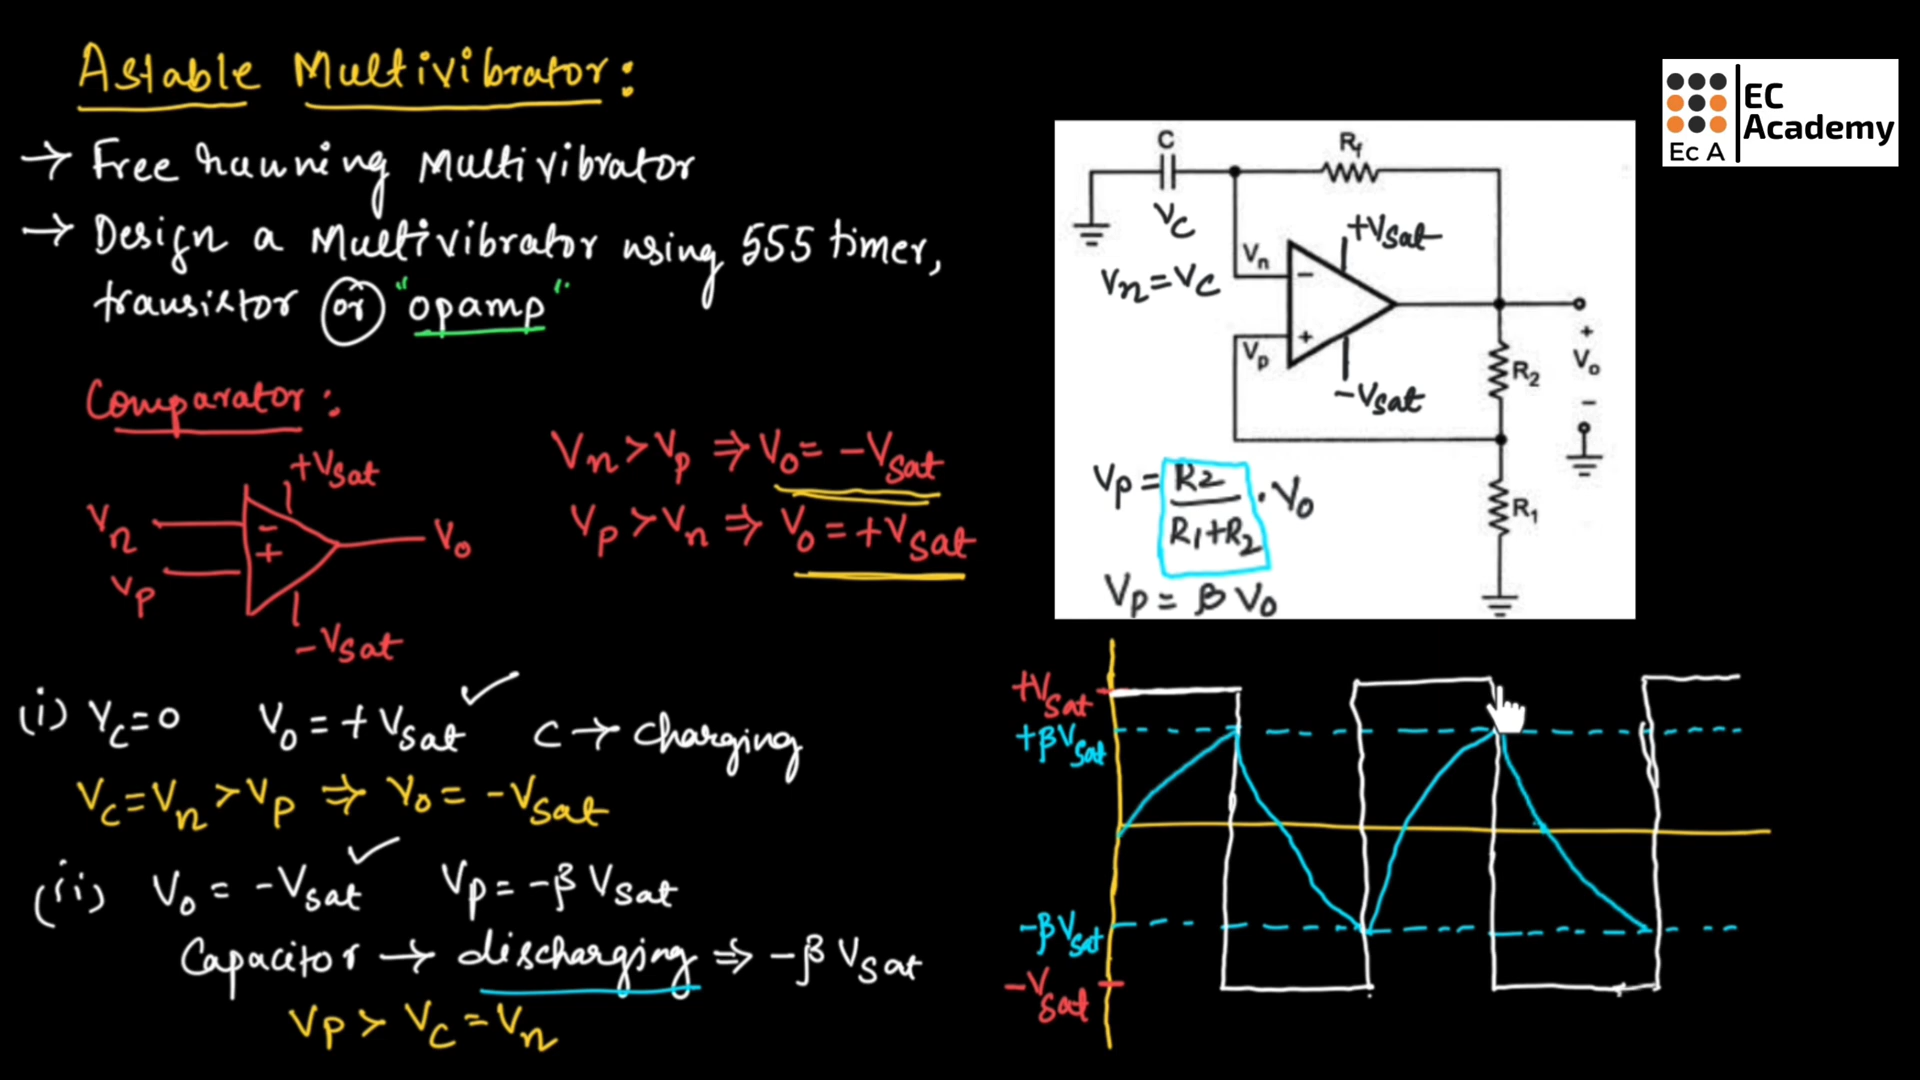 Astable Multivibrator:
→ Free running Multivibrator
→ Design a Multivibrator using 555 timer,
transistor or "opamp"
Comparator:
+Vsat
Vn
-
+
Vo
Vp
-Vsat
Vn > Vp ⇒ Vo = -Vsat
Vp > Vn ⇒ Vo = +Vsat
(i) Vc=0 Vo = +Vsat ✓ C → charging
Vc=Vn > Vp ⇒ Vo = -Vsat
(ii) Vo = -Vsat ✓ Vp = -β Vsat
Capacitor → discharging ⇒ -β Vsat
Vp > Vc = Vn
EC
Academy
Ec A
C
Rf
Vc
+Vsat
Vn
Vn = Vc
-
+
Vp
-Vsat
R2
+
Vo
-
Vp = R2/R1+R2 . Vo
R1
Vp = β Vo
+Vsat
+βVsat
-βVsat
-Vsat